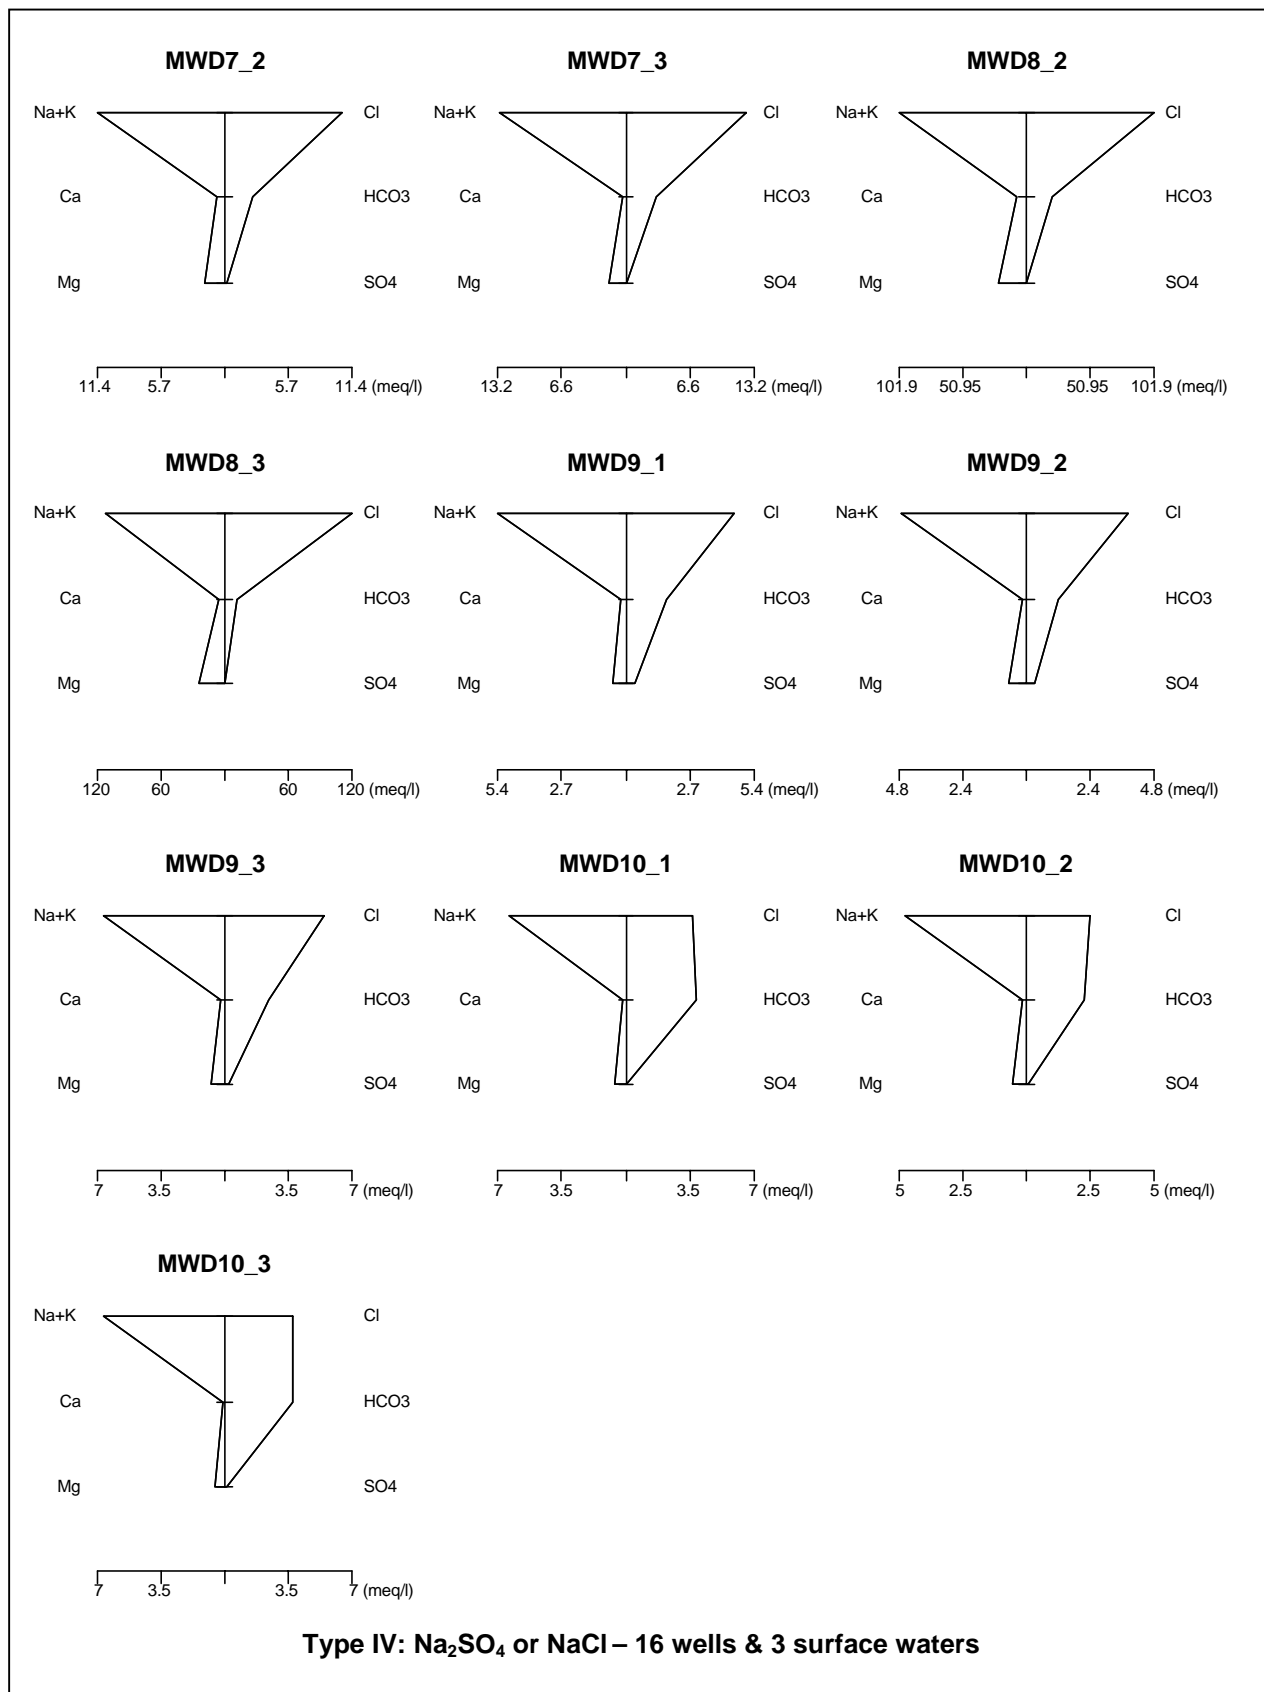 MWD7_2 MWD7_3 MWD8_2
Na+K Cl Na+K Cl Na+K Cl
Ca HCO3 Ca HCO3 Ca HCO3
Mg SO4 Mg SO4 Mg SO4
11.4 5.7 5.7 11.4 (meq/l) 13.2 6.6 6.6 13.2 (meq/l) 101.9 50.95 50.95 101.9 (meq/l)
MWD8_3 MWD9_1 MWD9_2
Na+K Cl Na+K Cl Na+K Cl
Ca HCO3 Ca HCO3 Ca HCO3
Mg SO4 Mg SO4 Mg SO4
120 60 60 120 (meq/l) 5.4 2.7 2.7 5.4 (meq/l) 4.8 2.4 2.4 4.8 (meq/l)
MWD9_3 MWD10_1 MWD10_2
Na+K Cl Na+K Cl Na+K Cl
Ca HCO3 Ca HCO3 Ca HCO3
Mg SO4 Mg SO4 Mg SO4
7 3.5 3.5 7 (meq/l) 7 3.5 3.5 7 (meq/l) 5 2.5 2.5 5 (meq/l)
MWD10_3
Na+K Cl
Ca HCO3
Mg SO4
7 3.5 3.5 7 (meq/l)
Type IV: Na₂SO₄ or NaCl – 16 wells & 3 surface waters